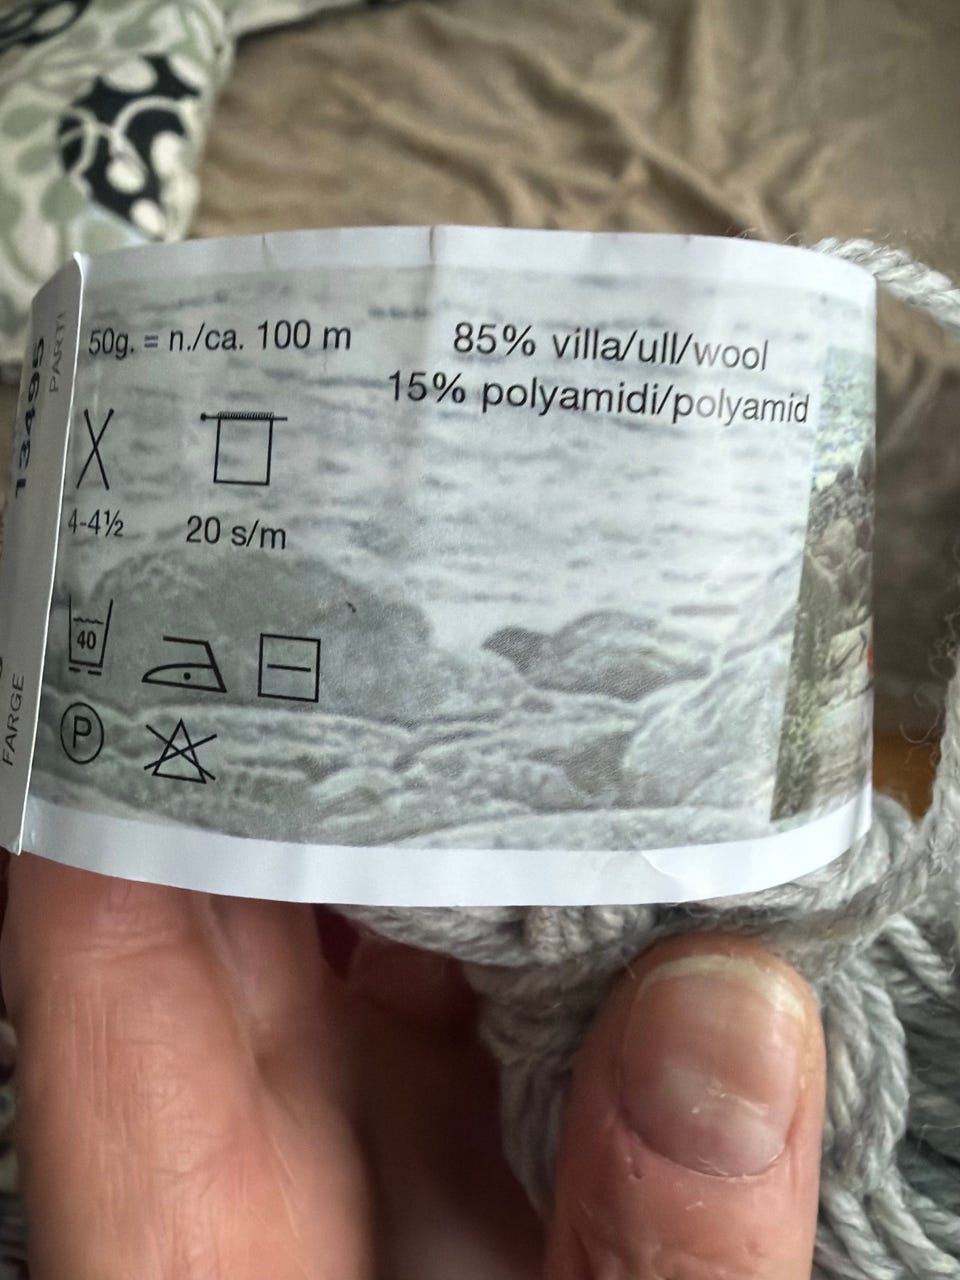 50g. = n./ca. 100 m
85% villa/ull/wool
15% polyamidi/polyamid
4-4½
20 s/m
40
P
13495
PARTI
FARGE